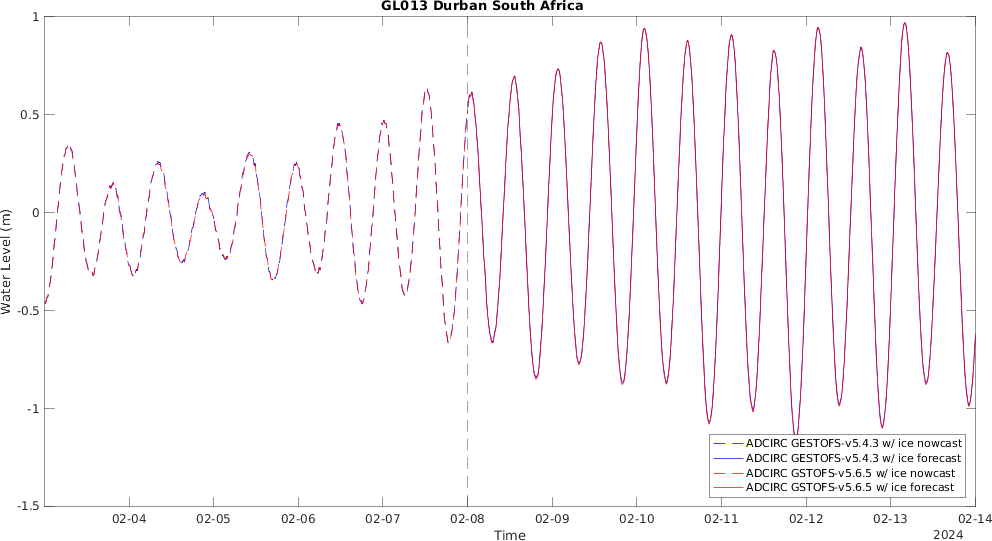 GL013 Durban South Africa
Water Level (m)
1
0.5
0
-0.5
-1
-1.5
ADCIRC GESTOFS-v5.4.3 w/ ice nowcast
ADCIRC GESTOFS-v5.4.3 w/ ice forecast
ADCIRC GSTOFS-v5.6.5 w/ ice nowcast
ADCIRC GSTOFS-v5.6.5 w/ ice forecast
02-04 02-05 02-06 02-07 02-08 02-09 02-10 02-11 02-12 02-13 02-14
Time
2024